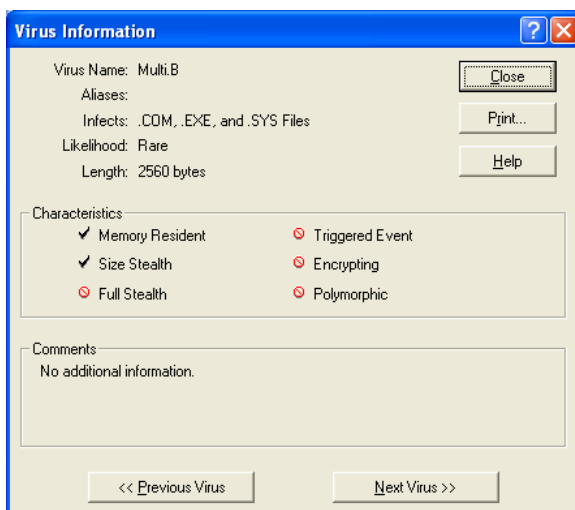 Virus Information
Virus Name: Multi.B
Aliases:
Infects: .COM, .EXE, and .SYS Files
Likelihood: Rare
Length: 2560 bytes
Close
Print...
Help
Characteristics
Memory Resident
Triggered Event
Size Stealth
Encrypting
Full Stealth
Polymorphic
Comments
No additional information.
<< Previous Virus
Next Virus >>